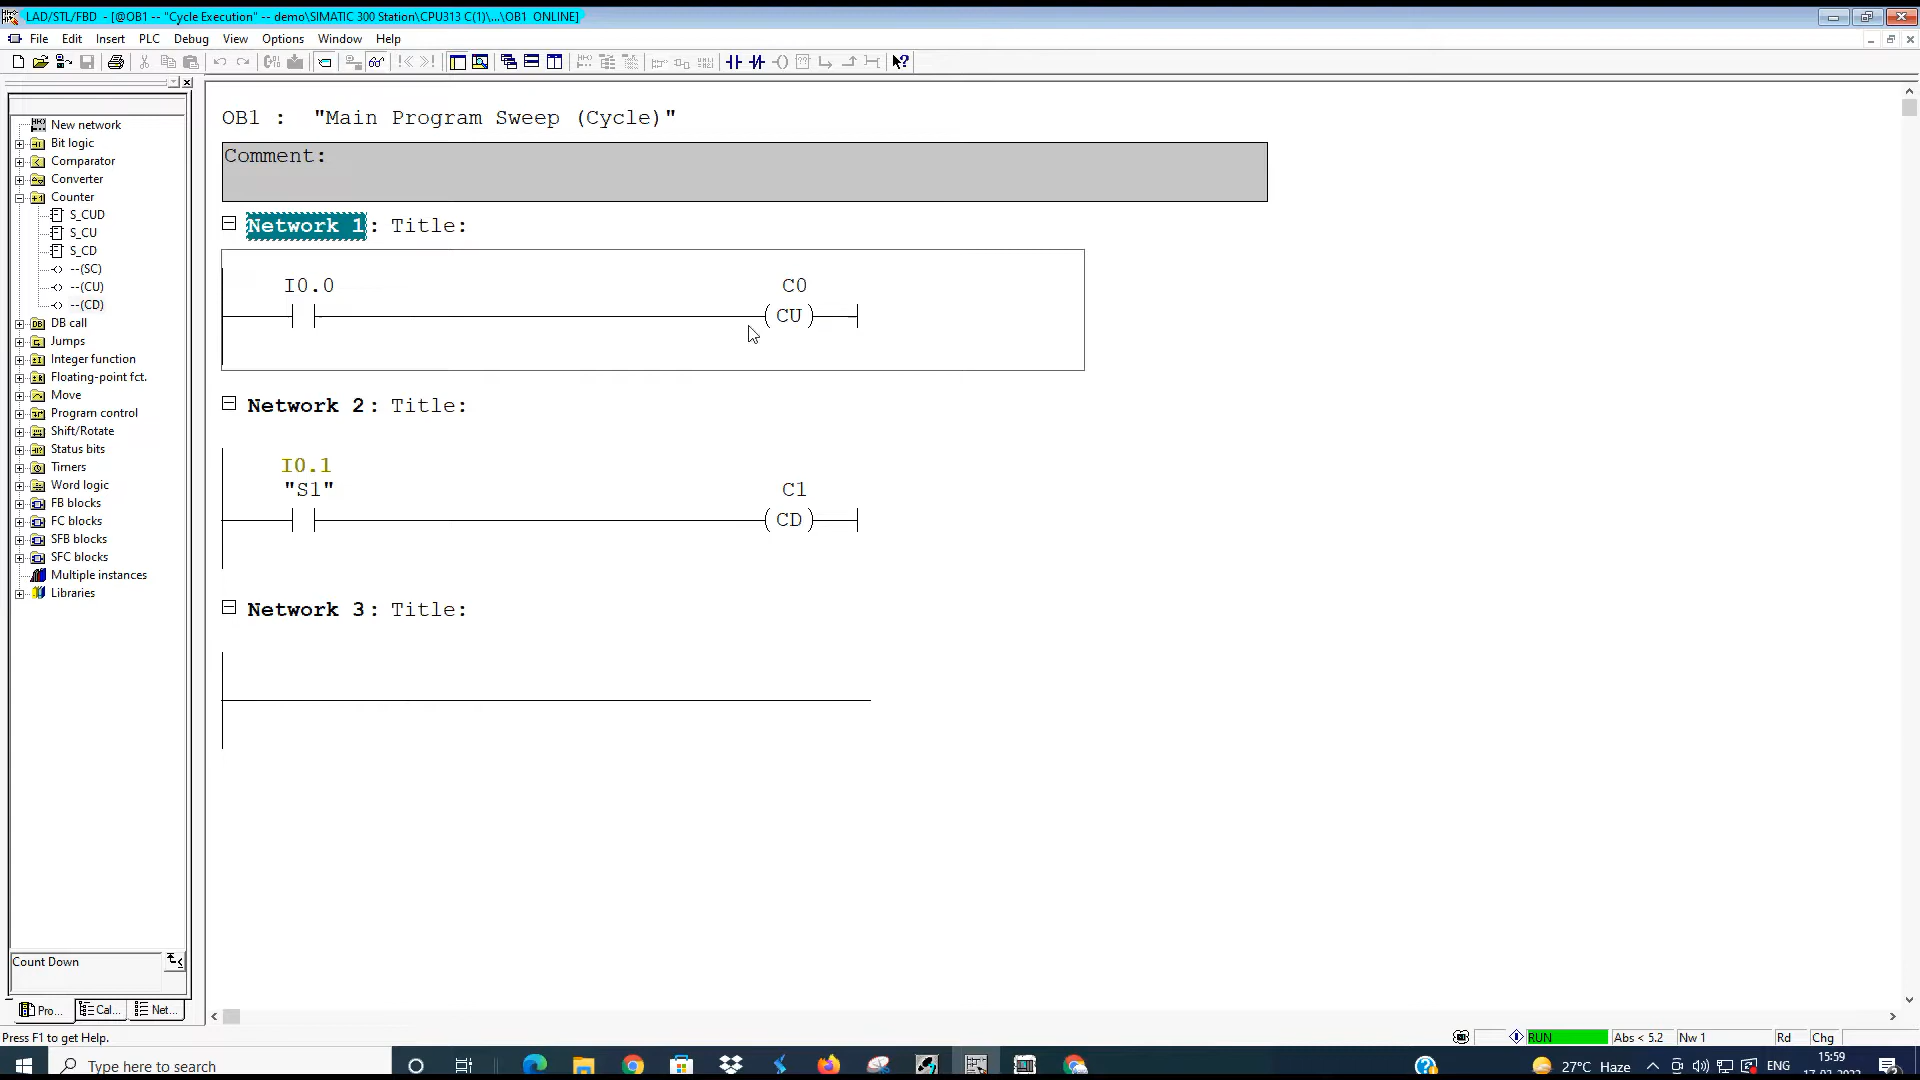 LAD/STL/FBD - [@OB1 -- "Cycle Execution" -- demo\SIMATIC 300 Station\CPU313 C(1)\...\OB1 ONLINE]
File Edit Insert PLC Debug View Options Window Help
New network
Bit logic
Comparator
Converter
Counter
S_CUD
S_CU
S_CD
--(SC)
--(CU)
--(CD)
DB call
Jumps
Integer function
Floating-point fct.
Move
Program control
Shift/Rotate
Status bits
Timers
Word logic
FB blocks
FC blocks
SFB blocks
SFC blocks
Multiple instances
Libraries
Count Down
Pro... Cal... Net...
OB1 : "Main Program Sweep (Cycle)"
Comment:
Network 1: Title:
I0.0 C0
(CU)
Network 2: Title:
I0.1
"S1" C1
(CD)
Network 3: Title:
Press F1 to get Help.
RUN Abs < 5.2 Nw 1 Rd Chg
Type here to search
27°C Haze ENG 15:59